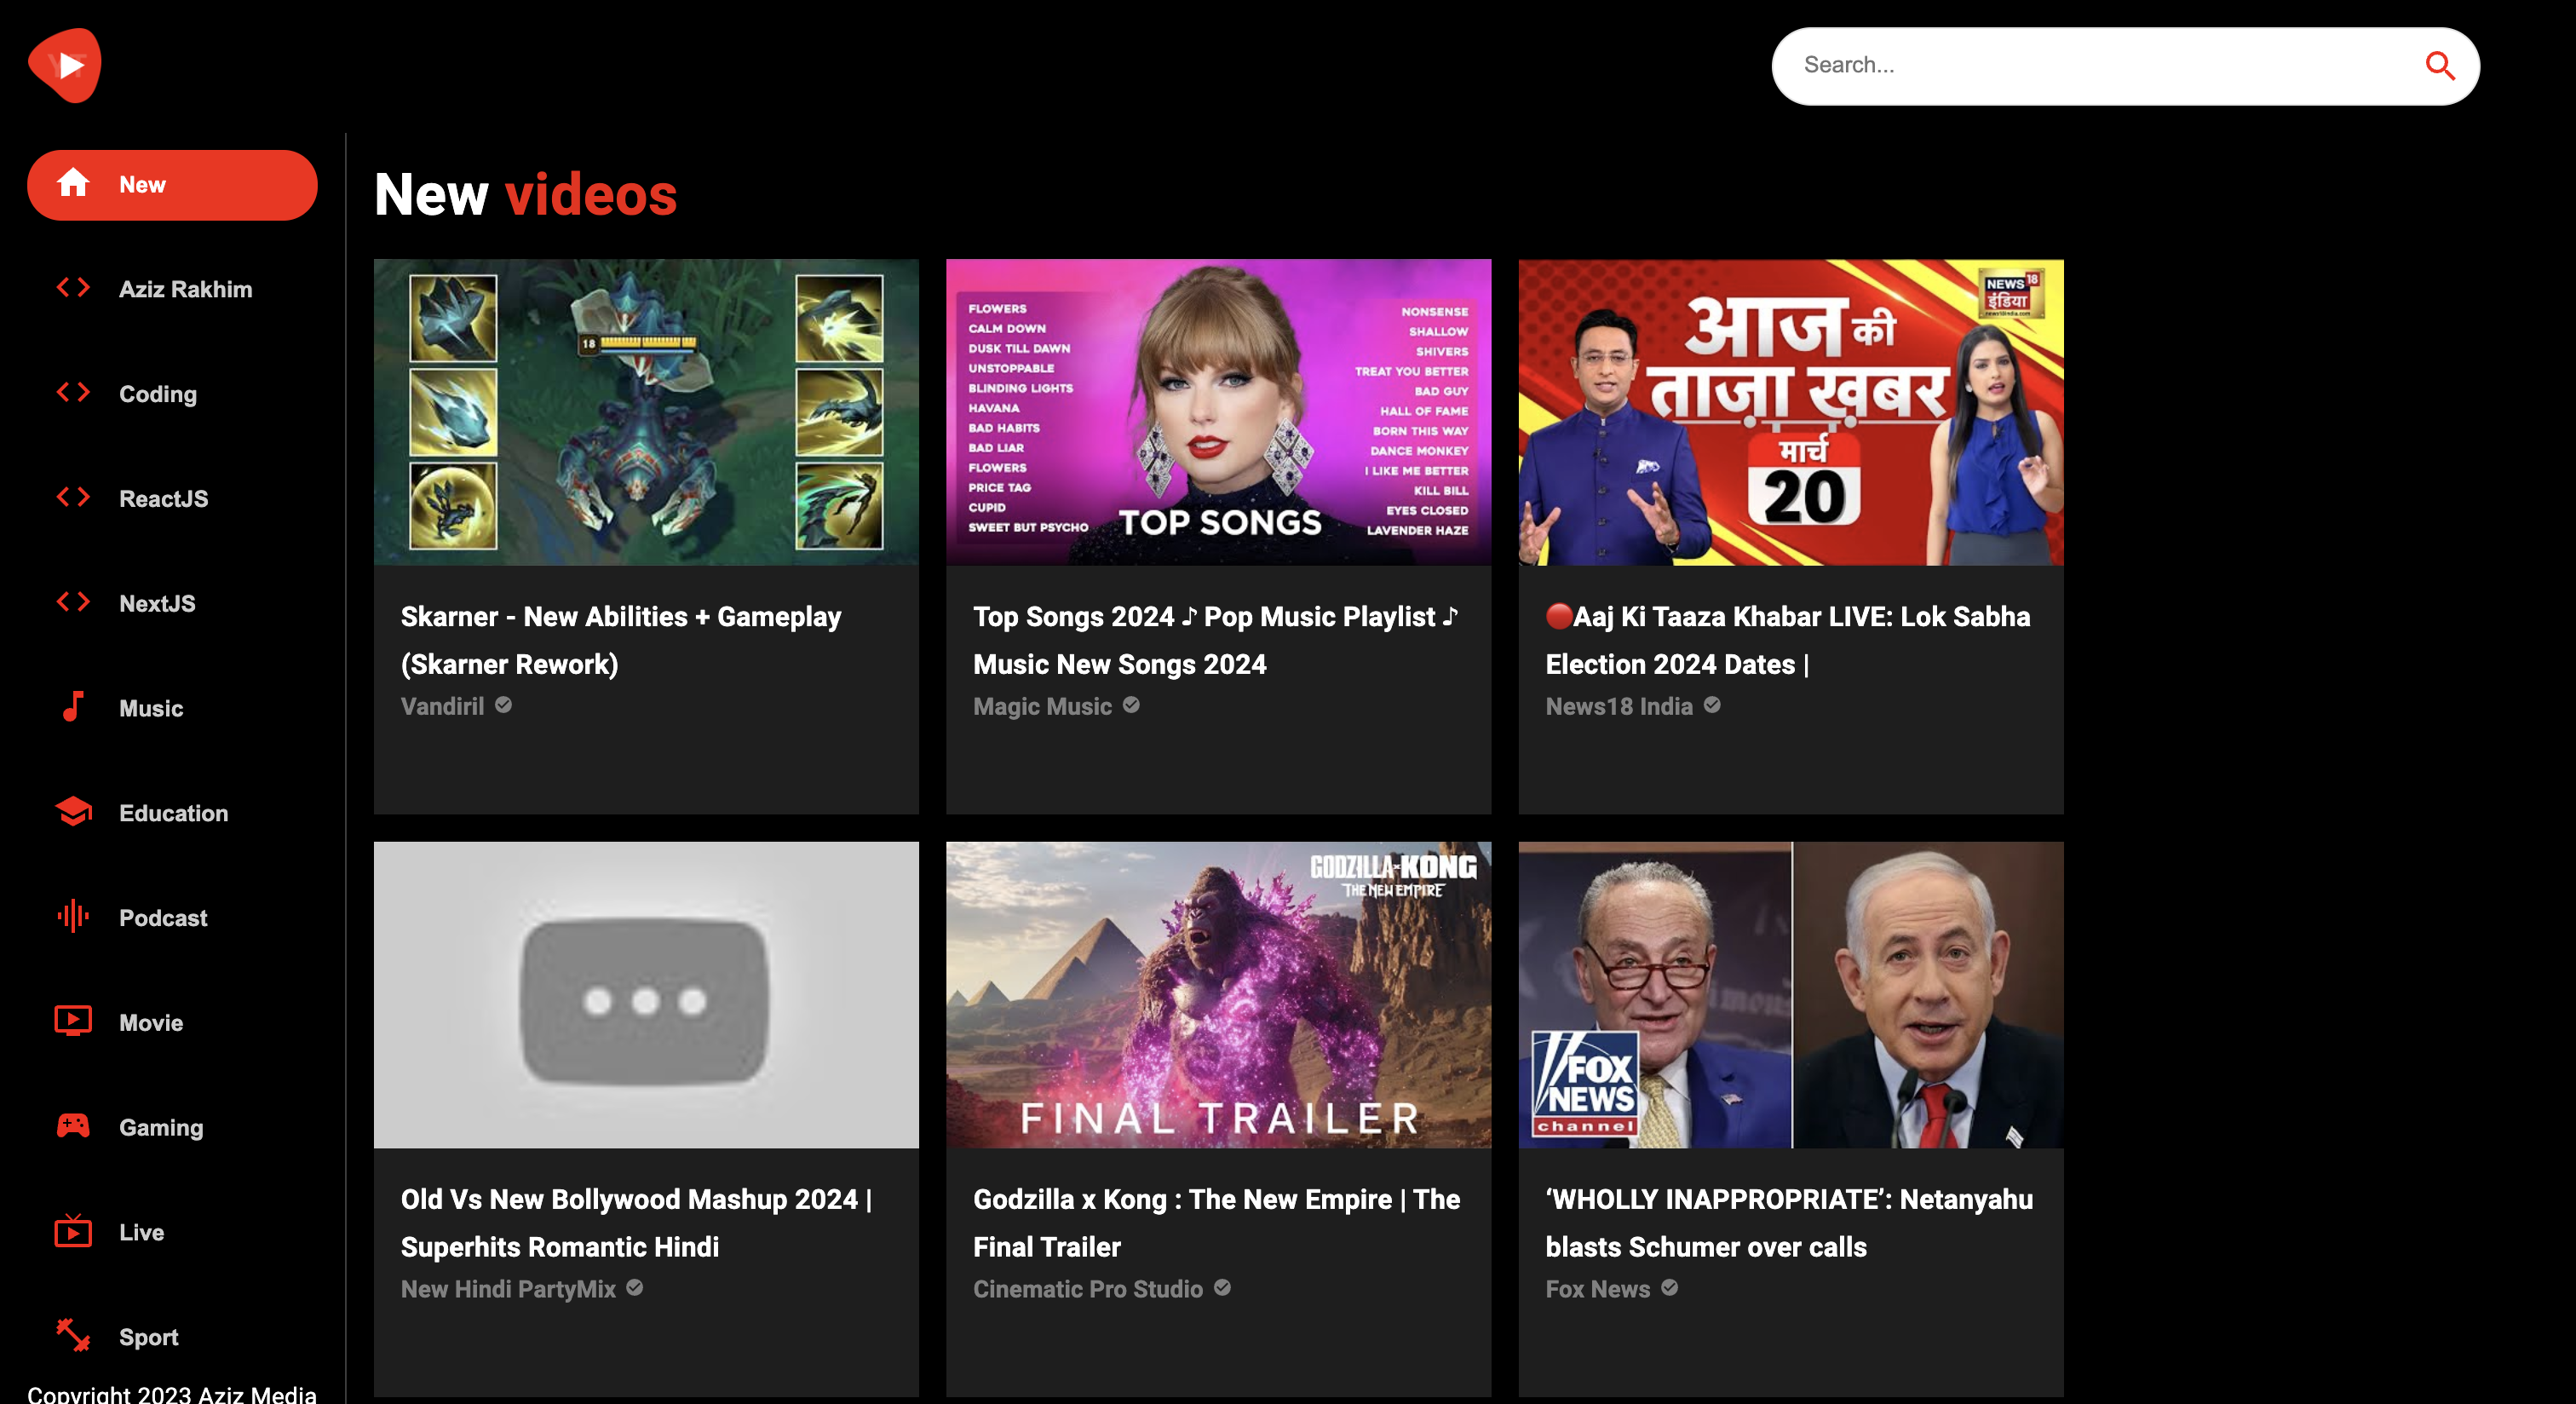 YT
Search...
New
Aziz Rakhim
Coding
ReactJS
NextJS
Music
Education
Podcast
Movie
Gaming
Live
Sport
Copyright 2023 Aziz Media
New videos
18
Skarner - New Abilities + Gameplay
(Skarner Rework)
Vandiril
FLOWERS
CALM DOWN
DUSK TILL DAWN
UNSTOPPABLE
BLINDING LIGHTS
HAVANA
BAD HABITS
BAD LIAR
FLOWERS
PRICE TAG
CUPID
SWEET BUT PSYCHO
TOP SONGS
NONSENSE
SHALLOW
SHIVERS
TREAT YOU BETTER
BAD GUY
HALL OF FAME
BORN THIS WAY
DANCE MONKEY
I LIKE ME BETTER
KILL BILL
EYES CLOSED
LAVENDER HAZE
Top Songs 2024 ♪ Pop Music Playlist ♪
Music New Songs 2024
Magic Music
NEWS 18
इंडिया
news18india.com
आज की
ताज़ा ख़बर
मार्च
20
🔴Aaj Ki Taaza Khabar LIVE: Lok Sabha
Election 2024 Dates |
News18 India
Old Vs New Bollywood Mashup 2024 |
Superhits Romantic Hindi
New Hindi PartyMix
GODZILLA x KONG
THE NEW EMPIRE
FINAL TRAILER
Godzilla x Kong : The New Empire | The
Final Trailer
Cinematic Pro Studio
FOX
NEWS
channel
‘WHOLLY INAPPROPRIATE’: Netanyahu
blasts Schumer over calls
Fox News